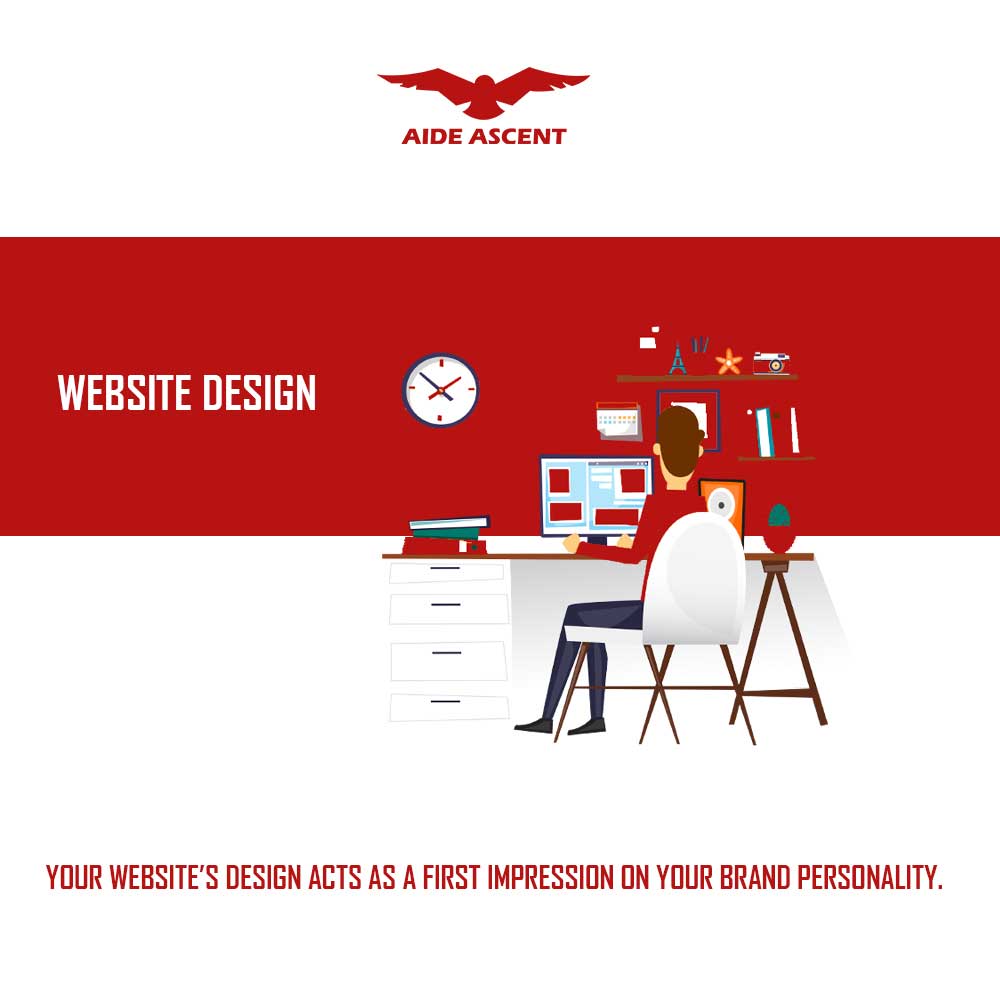 AIDE ASCENT
WEBSITE DESIGN
YOUR WEBSITE'S DESIGN ACTS AS A FIRST IMPRESSION ON YOUR BRAND PERSONALITY.